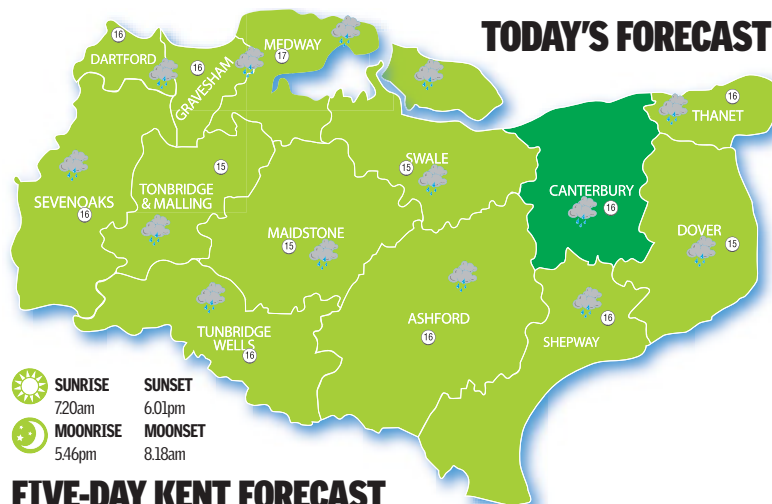 TODAY'S FORECAST
16
DARTFORD
16
GRAVESHAM
MEDWAY
17
16
THANET
SEVENOAKS
16
15
TONBRIDGE
& MALLING
SWALE
15
MAIDSTONE
15
CANTERBURY
16
DOVER
15
TUNBRIDGE
WELLS
16
ASHFORD
16
16
SHEPWAY
SUNRISE SUNSET
7.20am 6.01pm
MOONRISE MOONSET
5.46pm 8.18am
FIVE-DAY KENT FORECAST